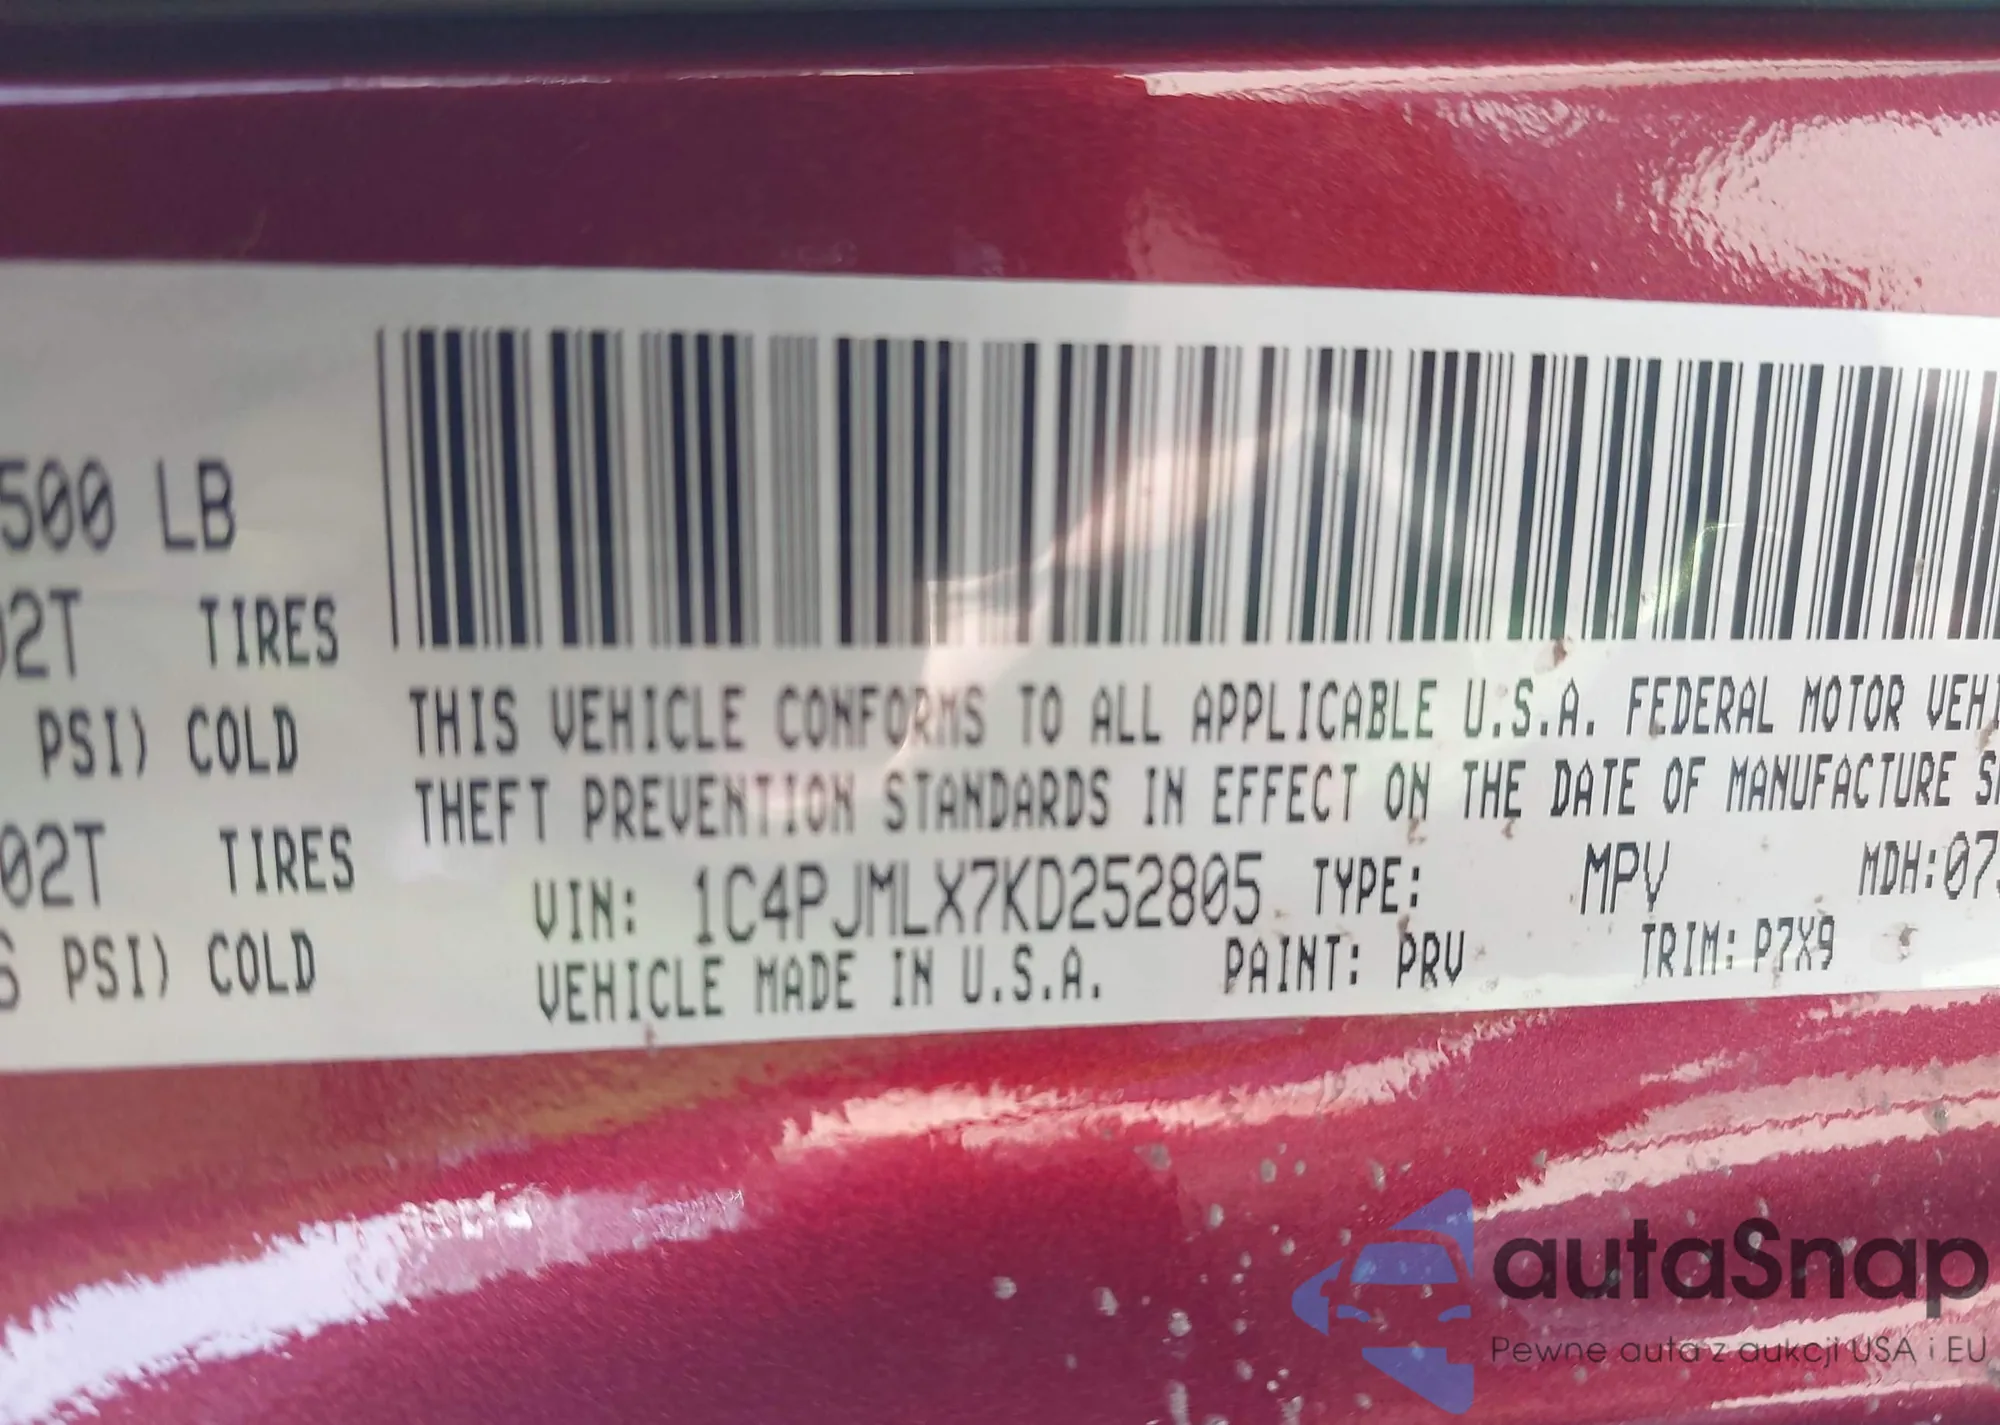 500 LB
02T TIRES
PSI) COLD
02T TIRES
PSI) COLD
THIS VEHICLE CONFORMS TO ALL APPLICABLE U.S.A. FEDERAL MOTOR VEHI
THEFT PREVENTION STANDARDS IN EFFECT ON THE DATE OF MANUFACTURE
VIN: 1C4PJMLX7KD252805 TYPE: MPV MDH:07
VEHICLE MADE IN U.S.A. PAINT: PRV TRIM: P7X9
autaSnap
Pewne auta z aukcji USA i EU